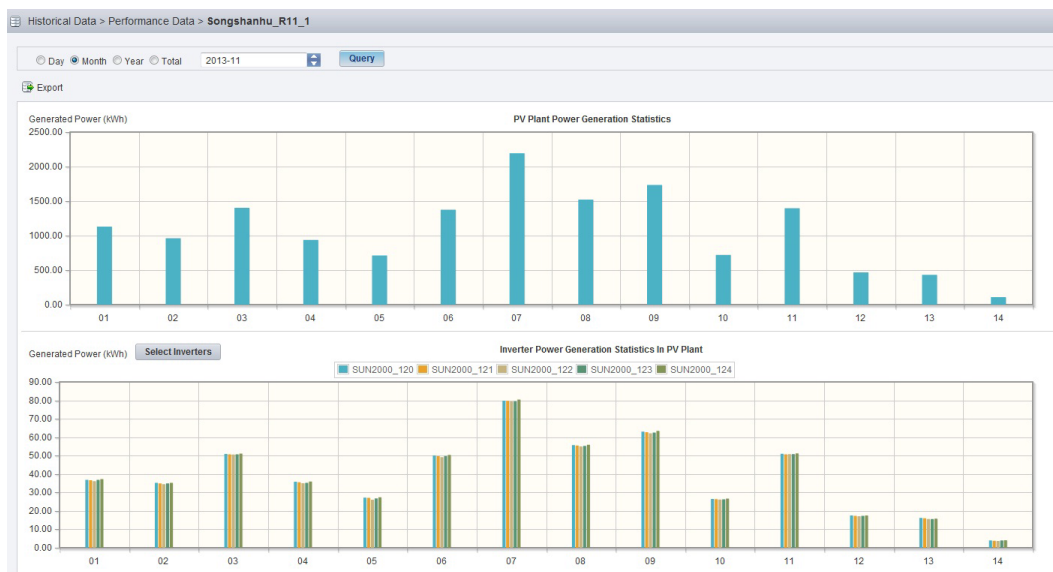 Historical Data > Performance Data > Songshanhu_R11_1
Day Month Year Total 2013-11 Query
Export
Generated Power (kWh) PV Plant Power Generation Statistics
2500.00
2000.00
1500.00
1000.00
500.00
0.00
01 02 03 04 05 06 07 08 09 10 11 12 13 14
Generated Power (kWh) Select Inverters Inverter Power Generation Statistics In PV Plant
SUN2000_120 SUN2000_121 SUN2000_122 SUN2000_123 SUN2000_124
90.00
80.00
70.00
60.00
50.00
40.00
30.00
20.00
10.00
0.00
01 02 03 04 05 06 07 08 09 10 11 12 13 14